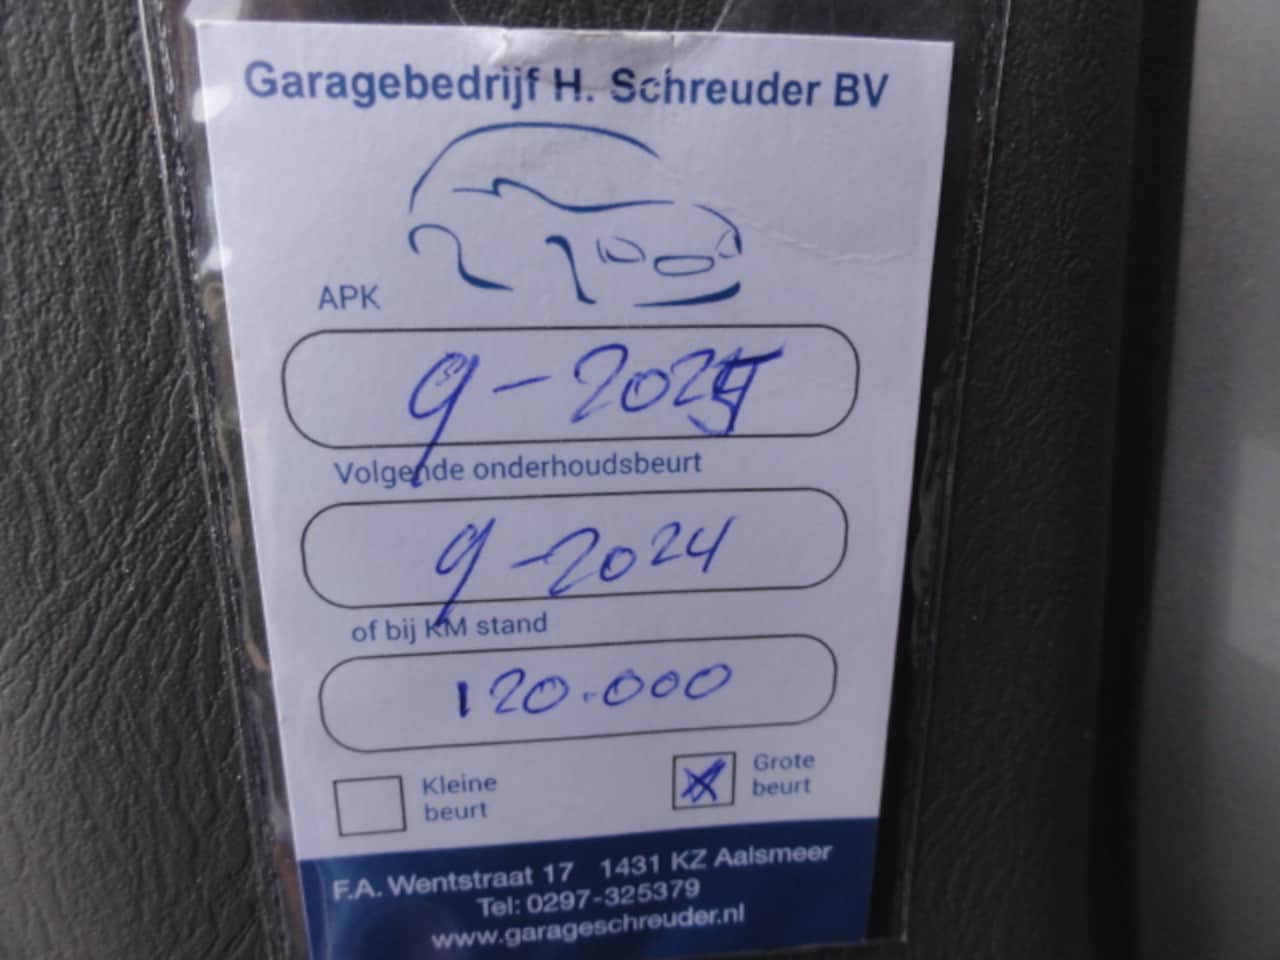 Garagebedrijf H. Schreuder BV
APK
9-2025
Volgende onderhoudsbeurt
9-2024
of bij KM stand
120.000
Kleine beurt
Grote beurt
F.A. Wentstraat 17 1431 KZ Aalsmeer
Tel: 0297-325379
www.garageschreuder.nl